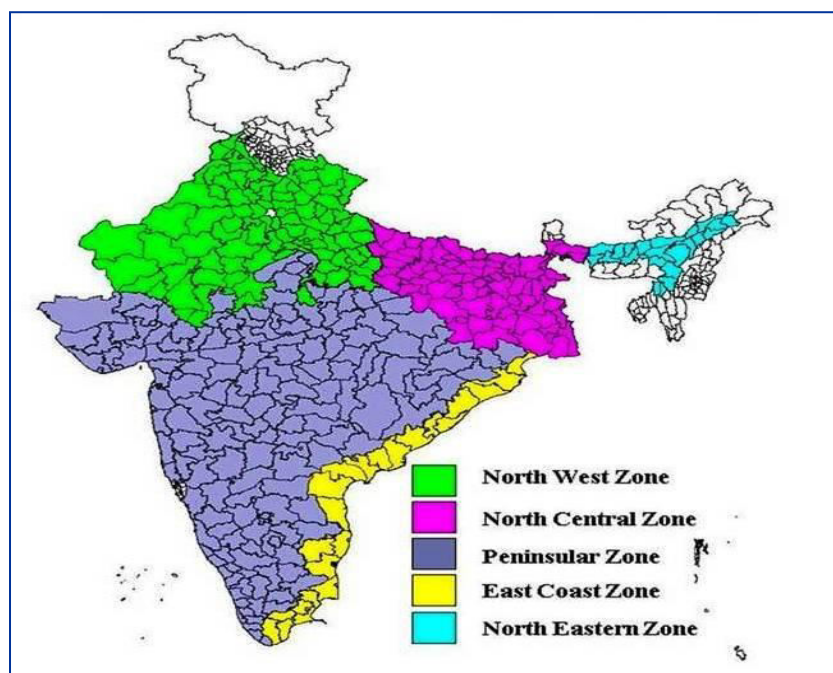 North West Zone
North Central Zone
Peninsular Zone
East Coast Zone
North Eastern Zone